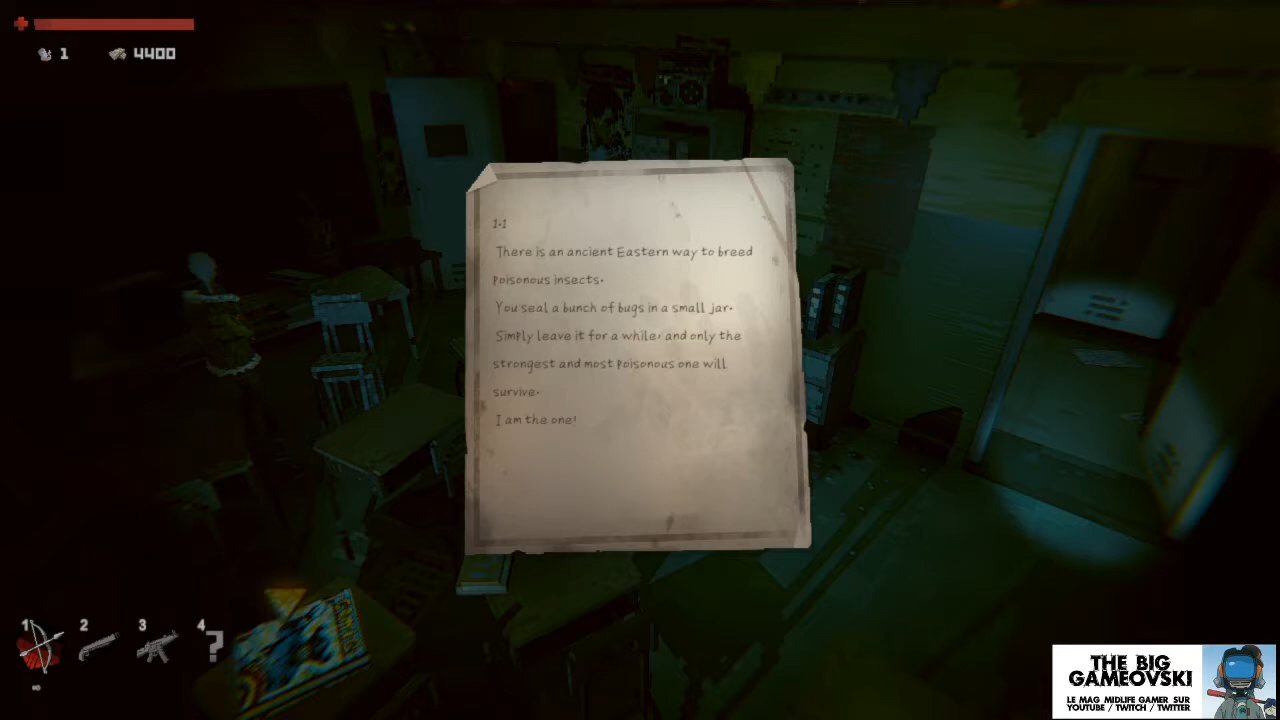 1
4400
1.1
There is an ancient Eastern way to breed
poisonous insects.
You seal a bunch of bugs in a small jar.
Simply leave it for a while, and only the
strongest and most poisonous one will
survive.
I am the one!
1
2
3
4
?
∞
THE BIG
GAMEOVSKI
LE MAG MIDLIFE GAMER SUR
YOUTUBE / TWITCH / TWITTER